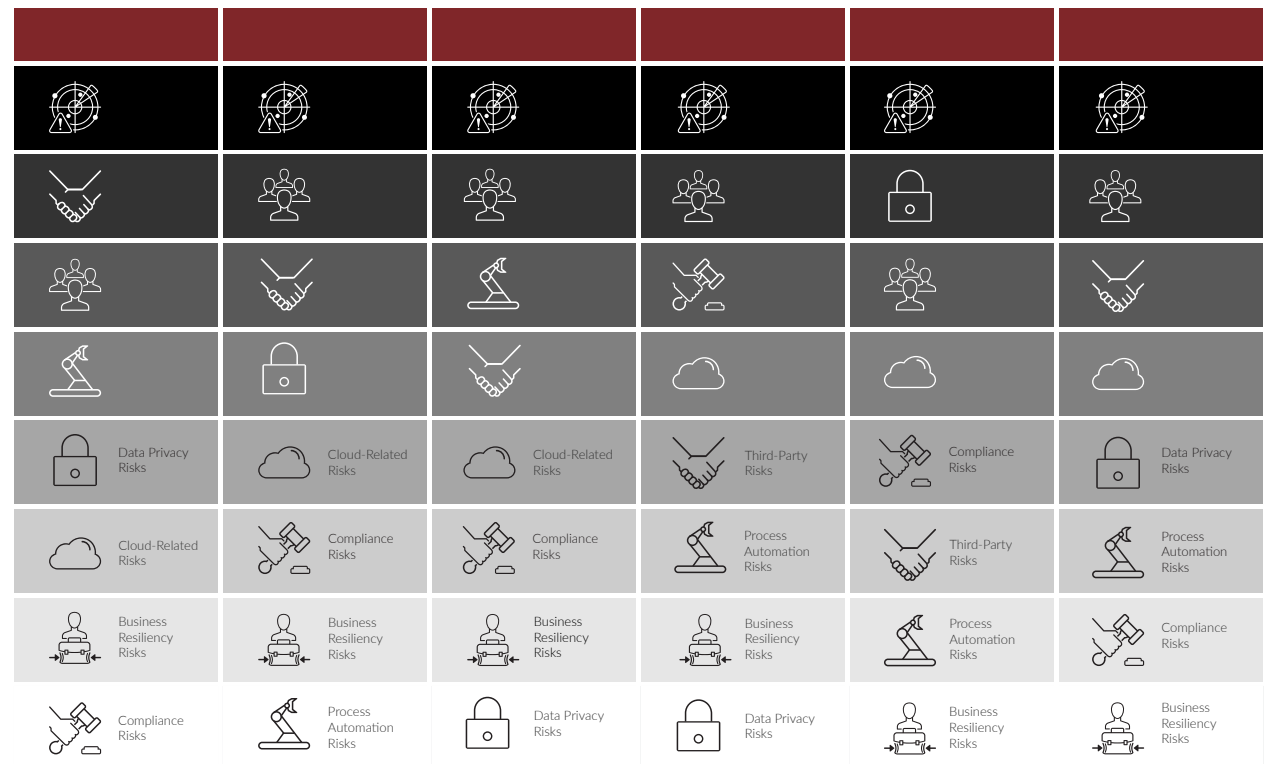 Data Privacy
Risks
Cloud-Related
Risks
Cloud-Related
Risks
Third-Party
Risks
Compliance
Risks
Data Privacy
Risks
Cloud-Related
Risks
Compliance
Risks
Compliance
Risks
Process
Automation
Risks
Third-Party
Risks
Process
Automation
Risks
Business
Resiliency
Risks
Business
Resiliency
Risks
Business
Resiliency
Risks
Business
Resiliency
Risks
Process
Automation
Risks
Compliance
Risks
Compliance
Risks
Process
Automation
Risks
Data Privacy
Risks
Data Privacy
Risks
Business
Resiliency
Risks
Business
Resiliency
Risks